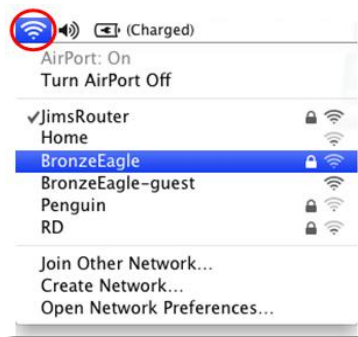 (Charged)
AirPort: On
Turn AirPort Off
✓JimsRouter
Home
BronzeEagle
BronzeEagle-guest
Penguin
RD
Join Other Network...
Create Network...
Open Network Preferences...